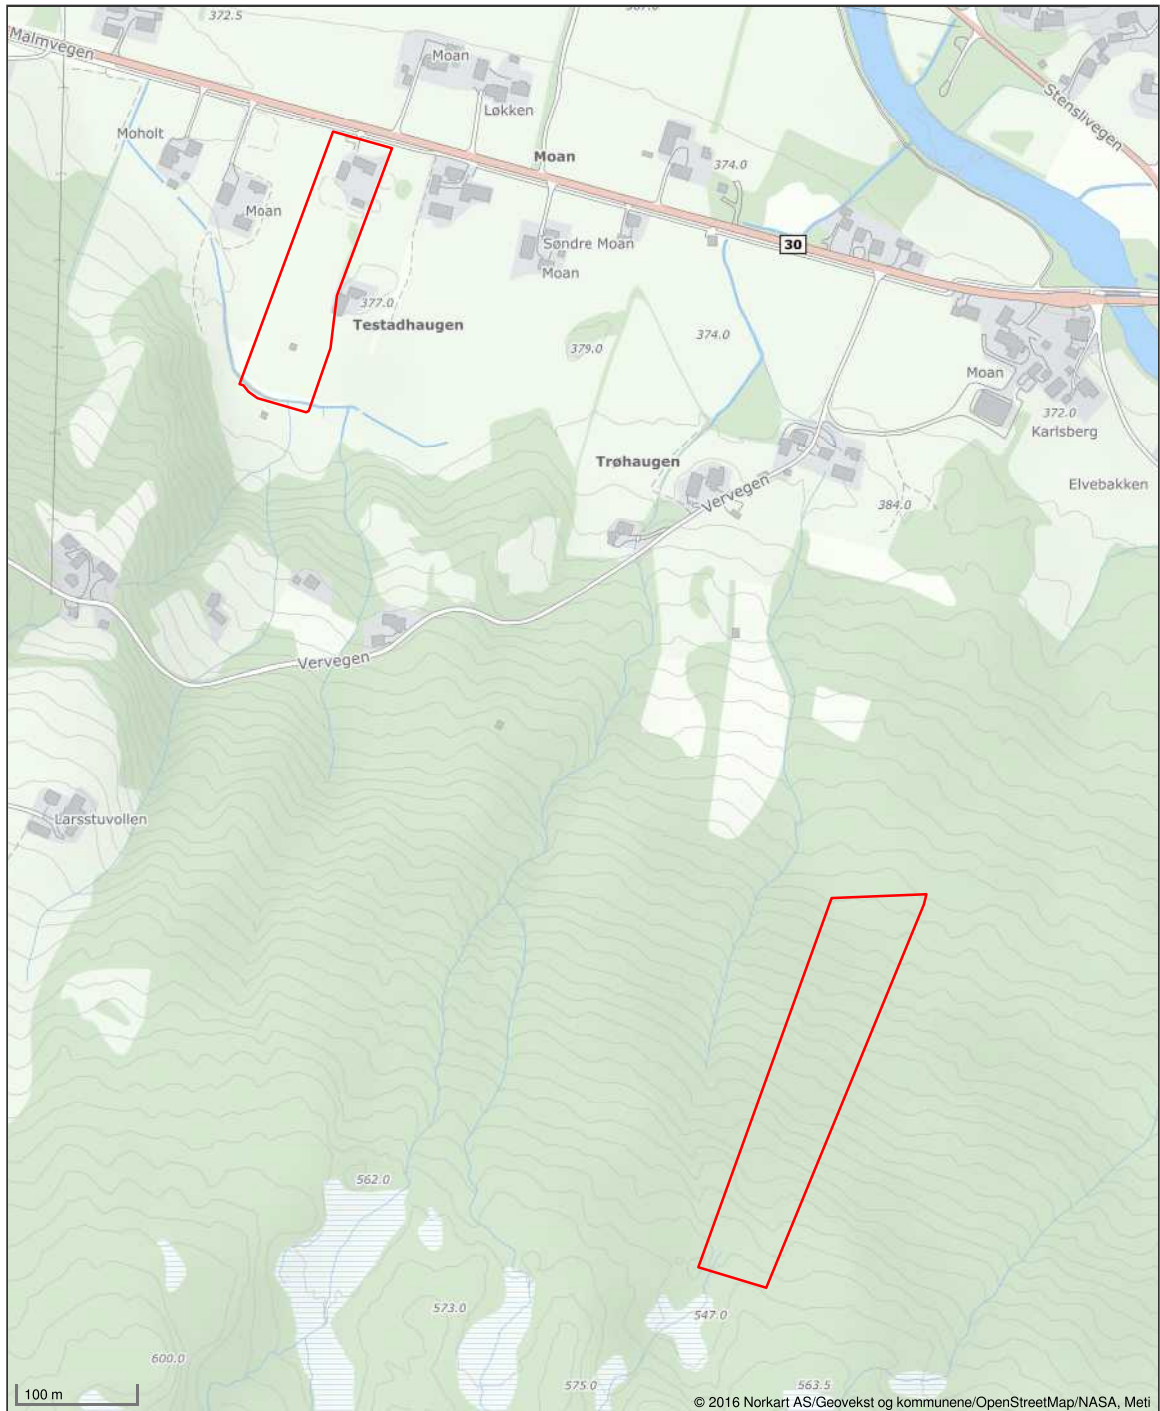 372.5
Malmvegen
Moan
Løkken
Stenslivegen
Moholt
Moan
374.0
Moan
Søndre Moan
30
Moan
377.0
Testadhaugen
379.0
374.0
Moan
372.0
Karlsberg
Trøhaugen
Vervegen
Elvebakken
384.0
Vervegen
Larsstuvollen
562.0
573.0
547.0
600.0
575.0
563.5
100 m
© 2016 Norkart AS/Geovekst og kommunene/OpenStreetMap/NASA, Meti